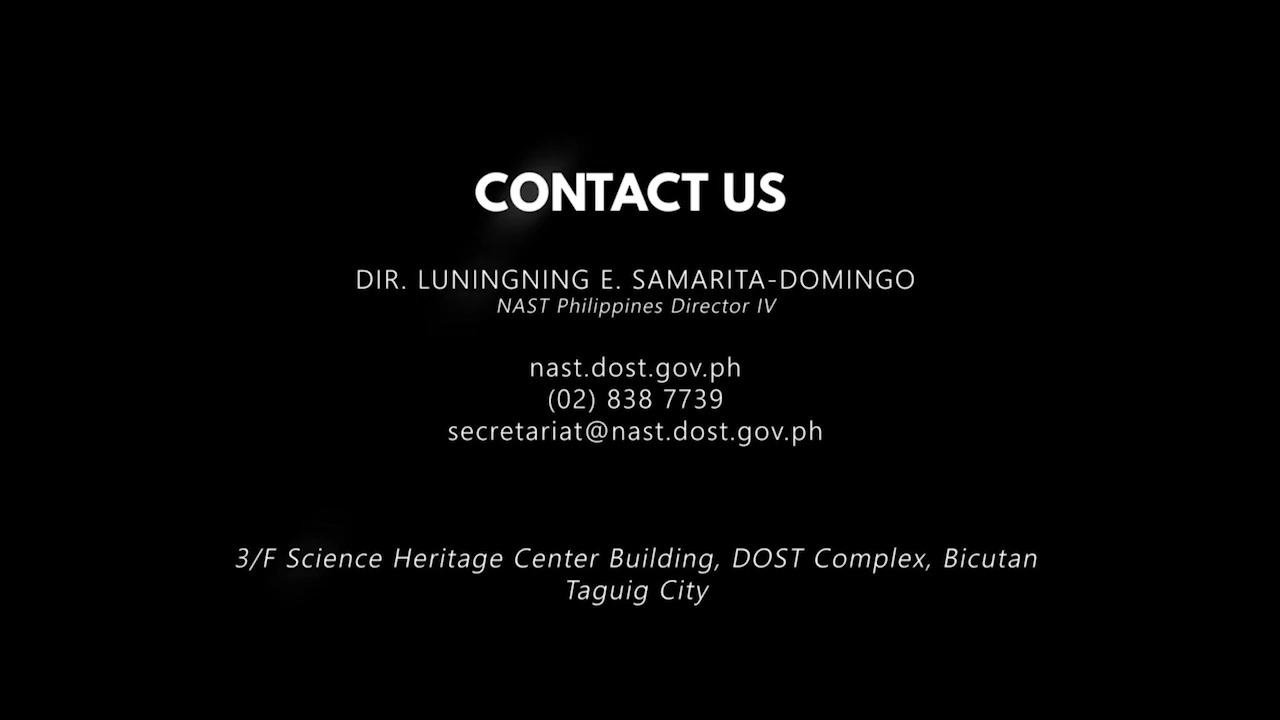 CONTACT US
DIR. LUNINGNING E. SAMARITA-DOMINGO
NAST Philippines Director IV
nast.dost.gov.ph
(02) 838 7739
secretariat@nast.dost.gov.ph
3/F Science Heritage Center Building, DOST Complex, Bicutan
Taguig City